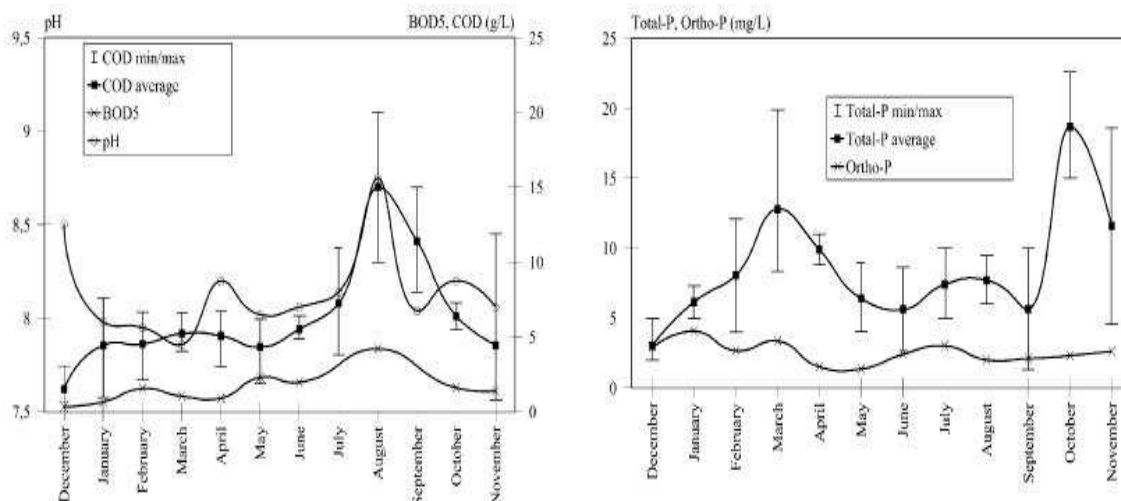 pH BOD5, COD (g/L)
9,5
9
8,5
8
7,5
25
20
15
10
5
0
COD min/max
COD average
BOD5
pH
December
January
February
March
April
May
June
July
August
September
October
November
Total-P, Ortho-P (mg/L)
25
20
15
10
5
0
Total-P min/max
Total-P average
Ortho-P
December
January
February
March
April
May
June
July
August
September
October
November